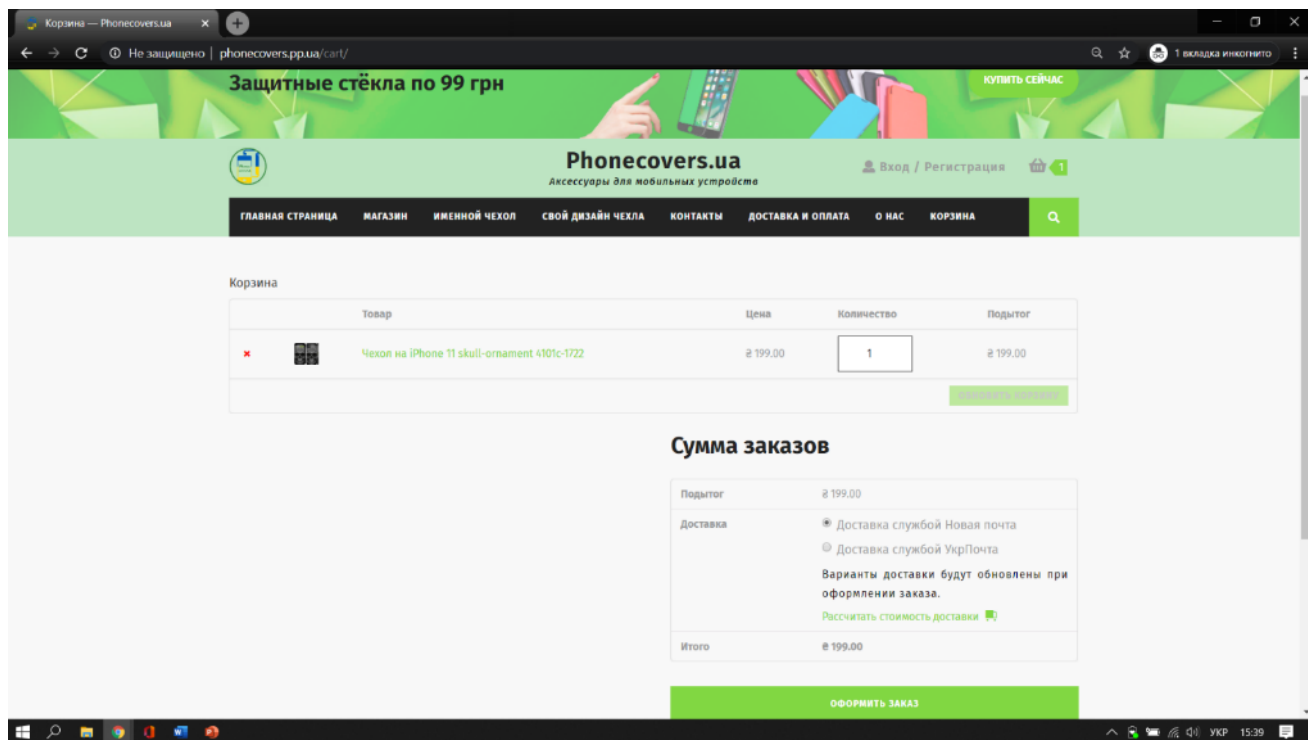 Корзина — Phonecovers.ua
Не защищено | phonecovers.pp.ua/cart/
1 вкладка инкогнито
Защитные стёкла по 99 грн
КУПИТЬ СЕЙЧАС
Phonecovers.ua
Аксессуары для мобильных устройств
Вход / Регистрация
1
ГЛАВНАЯ СТРАНИЦА МАГАЗИН ИМЕННОЙ ЧЕХОЛ СВОЙ ДИЗАЙН ЧЕХЛА КОНТАКТЫ ДОСТАВКА И ОПЛАТА О НАС КОРЗИНА
Корзина
Товар Цена Количество Подытог
Чехол на iPhone 11 skull-ornament 4101c-1722 ₴ 199.00 1 ₴ 199.00
ОБНОВИТЬ КОРЗИНУ
Сумма заказов
Подытог ₴ 199.00
Доставка Доставка службой Новая почта
Доставка службой УкрПочта
Варианты доставки будут обновлены при
оформлении заказа.
Рассчитать стоимость доставки
Итого ₴ 199.00
ОФОРМИТЬ ЗАКАЗ
УКР 15:39